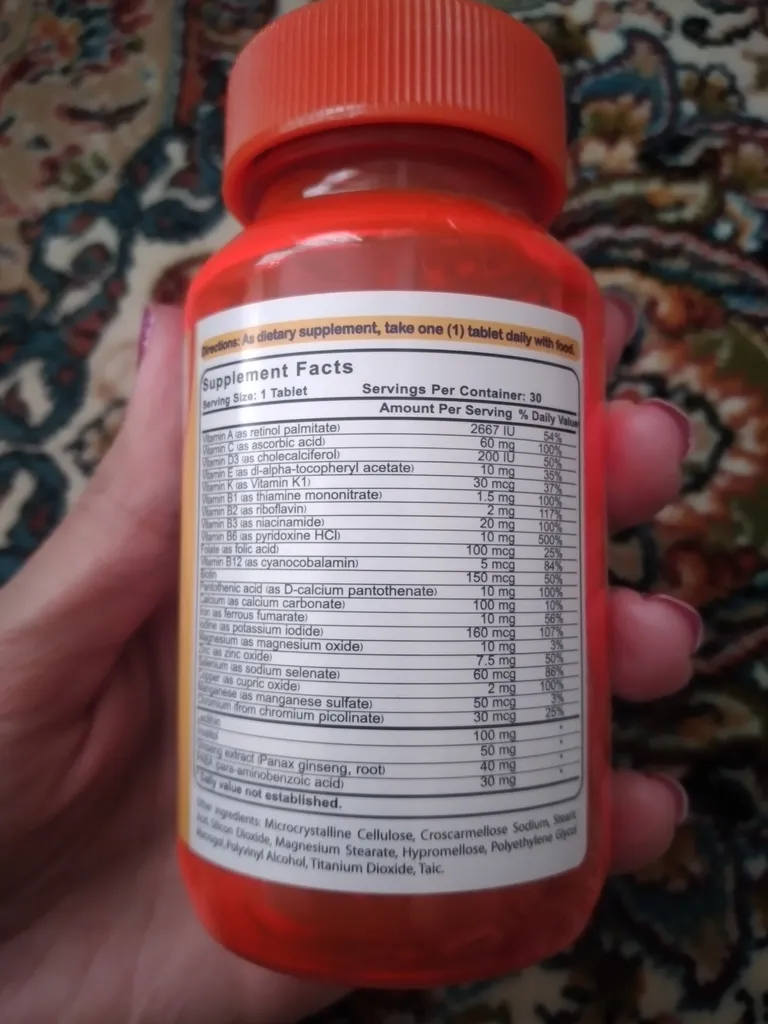 Directions: As dietary supplement, take one (1) tablet daily with food.
Supplement Facts
Serving Size: 1 Tablet Servings Per Container: 30
Amount Per Serving % Daily Value
Vitamin A (as retinol palmitate) 2667 IU 54%
Vitamin C (as ascorbic acid) 60 mg 100%
Vitamin D3 (as cholecalciferol) 200 IU 50%
Vitamin E (as dl-alpha-tocopheryl acetate) 10 mg 35%
Vitamin K (as Vitamin K1) 30 mcg 37%
Vitamin B1 (as thiamine mononitrate) 1.5 mg 100%
Vitamin B2 (as riboflavin) 2 mg 117%
Vitamin B3 (as niacinamide) 20 mg 100%
Vitamin B6 (as pyridoxine HCl) 10 mg 500%
Folate (as folic acid) 100 mcg 25%
Vitamin B12 (as cyanocobalamin) 5 mcg 84%
Biotin 150 mcg 50%
Pantothenic acid (as D-calcium pantothenate) 10 mg 100%
Calcium (as calcium carbonate) 100 mg 10%
Iron (as ferrous fumarate) 10 mg 56%
Iodine (as potassium iodide) 160 mcg 107%
Magnesium (as magnesium oxide) 10 mg 3%
Zinc (as zinc oxide) 7.5 mg 50%
Selenium (as sodium selenate) 60 mcg 86%
Copper (as cupric oxide) 2 mg 100%
Manganese (as manganese sulfate) 50 mcg 3%
Chromium (from chromium picolinate) 30 mcg 25%
Lecithin 100 mg *
Inositol 50 mg *
Ginseng extract (Panax ginseng, root) 40 mg *
PABA (para-aminobenzoic acid) 30 mg *
* Daily value not established.
Other ingredients: Microcrystalline Cellulose, Croscarmellose Sodium, Stearic
Acid, Silicon Dioxide, Magnesium Stearate, Hypromellose, Polyethylene Glycol
Macrogol, Polyvinyl Alcohol, Titanium Dioxide, Talc.